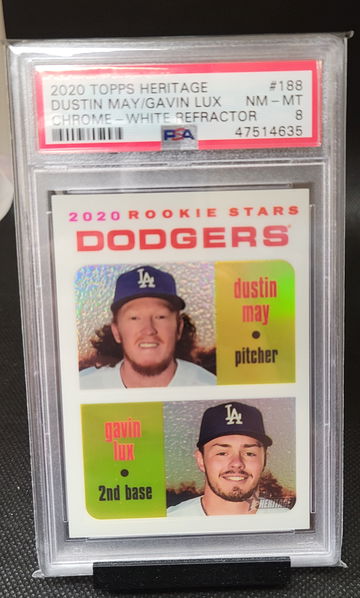 2020 TOPPS HERITAGE #188
DUSTIN MAY/GAVIN LUX NM - MT
CHROME - WHITE REFRACTOR 8
PSA 47514635
2020 ROOKIE STARS
DODGERS
LA
dustin
may
•
pitcher
gavin
lux
•
2nd base
LA
HERITAGE